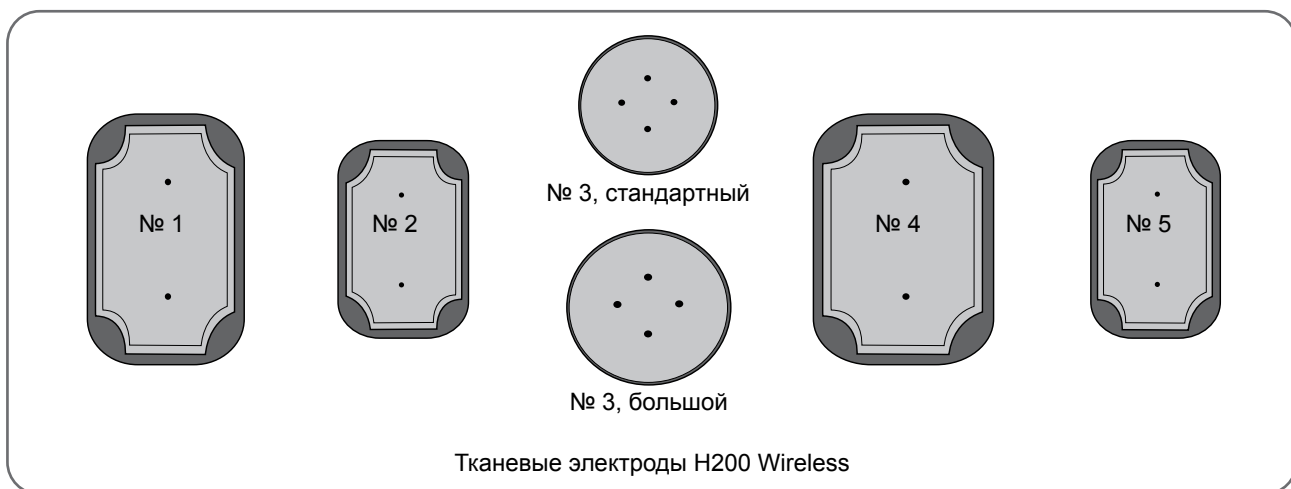 № 1
№ 2
№ 3, стандартный
№ 3, большой
№ 4
№ 5
Тканевые электроды H200 Wireless